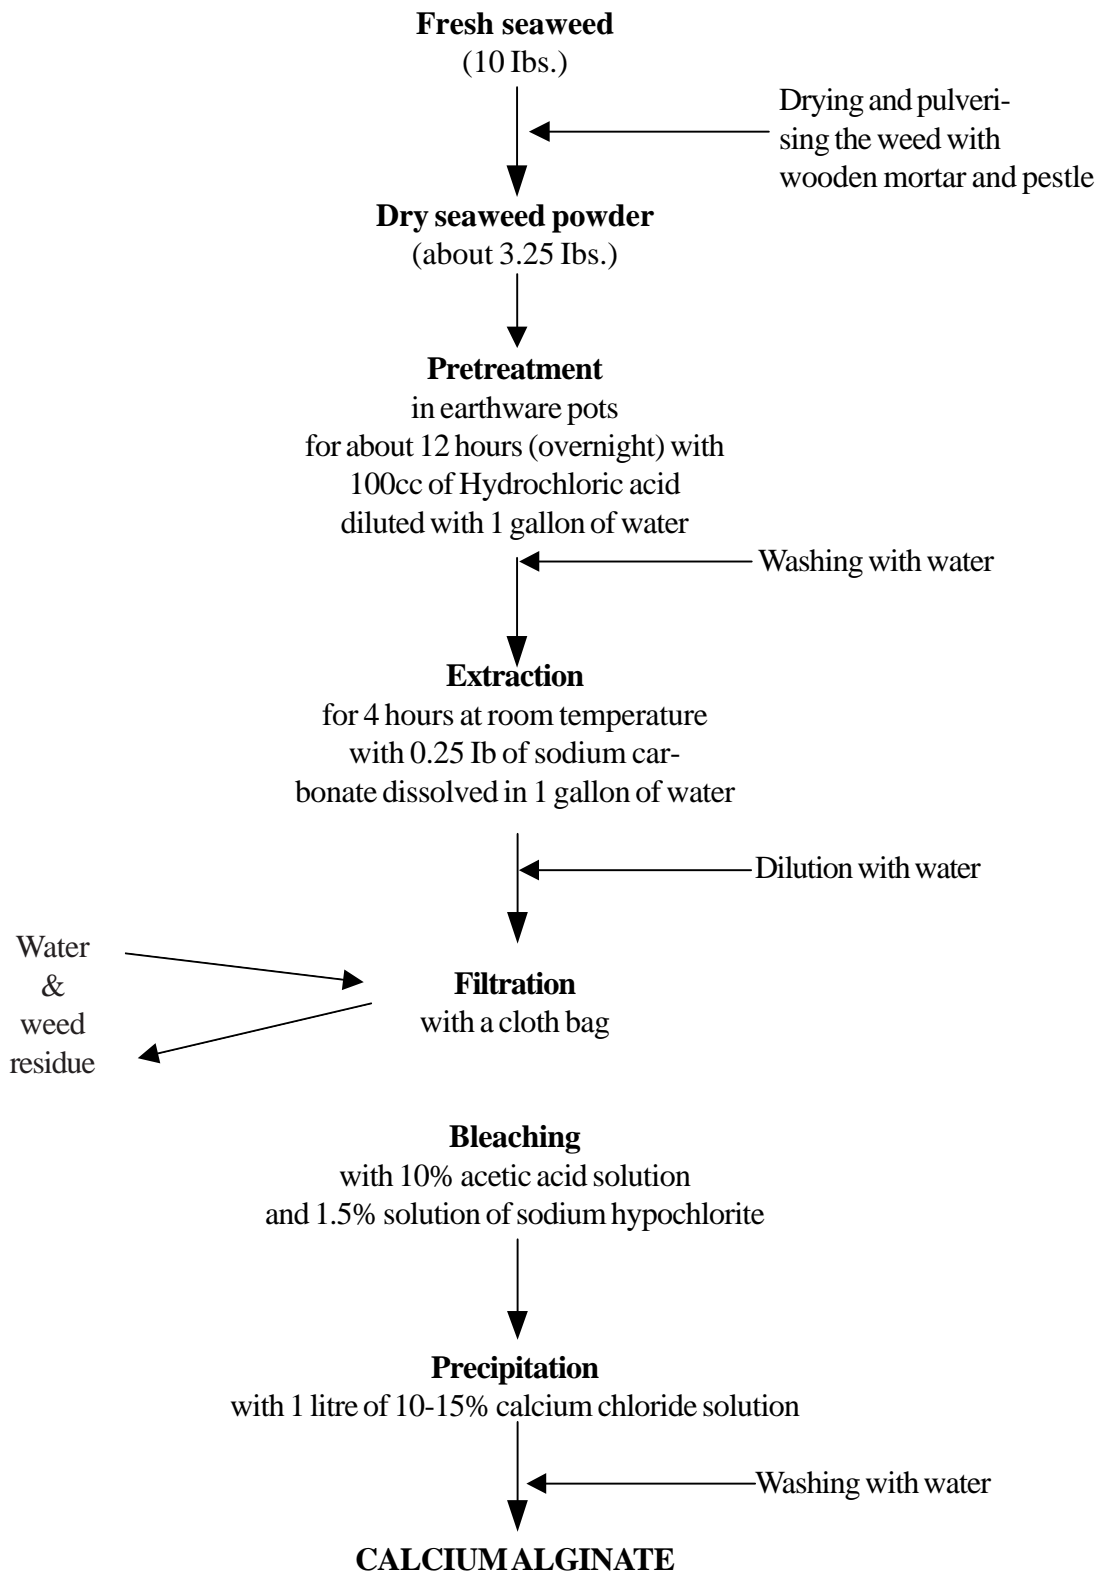 Fresh seaweed
(10 Ibs.)
Drying and pulveri-
sing the weed with
wooden mortar and pestle
Dry seaweed powder
(about 3.25 Ibs.)
Pretreatment
in earthware pots
for about 12 hours (overnight) with
100cc of Hydrochloric acid
diluted with 1 gallon of water
Washing with water
Extraction
for 4 hours at room temperature
with 0.25 Ib of sodium car-
bonate dissolved in 1 gallon of water
Dilution with water
Water
&
weed
residue
Filtration
with a cloth bag
Bleaching
with 10% acetic acid solution
and 1.5% solution of sodium hypochlorite
Precipitation
with 1 litre of 10-15% calcium chloride solution
Washing with water
CALCIUM ALGINATE